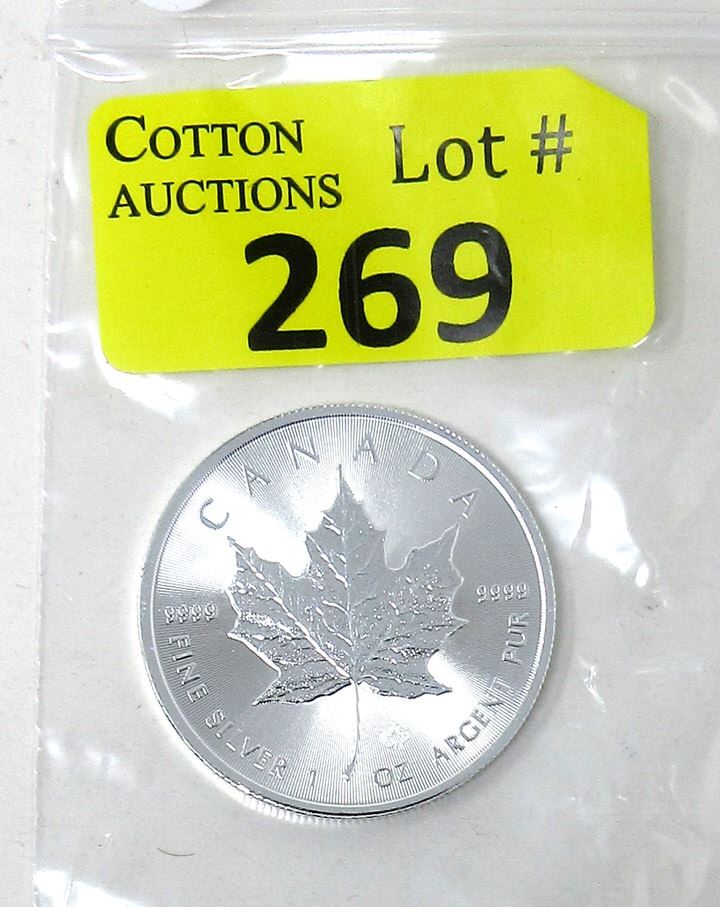 COTTON
AUCTIONS
Lot #
269
CANADA
9999
9999
FINE SILVER 1 OZ ARGENT PUR